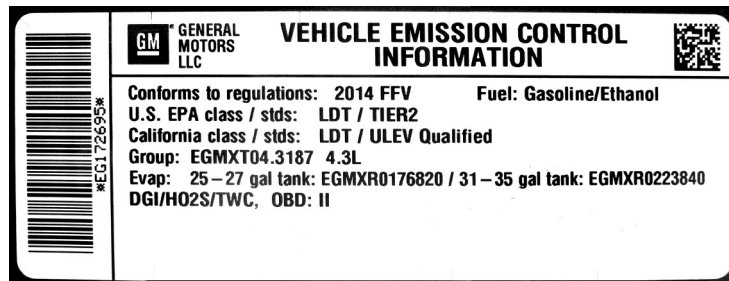 GM GENERAL MOTORS LLC
VEHICLE EMISSION CONTROL INFORMATION
Conforms to regulations: 2014 FFV Fuel: Gasoline/Ethanol
U.S. EPA class / stds: LDT / TIER2
California class / stds: LDT / ULEV Qualified
Group: EGMXT04.3187 4.3L
Evap: 25–27 gal tank: EGMXR0176820 / 31–35 gal tank: EGMXR0223840
DGI/HO2S/TWC, OBD: II
*EG172695*